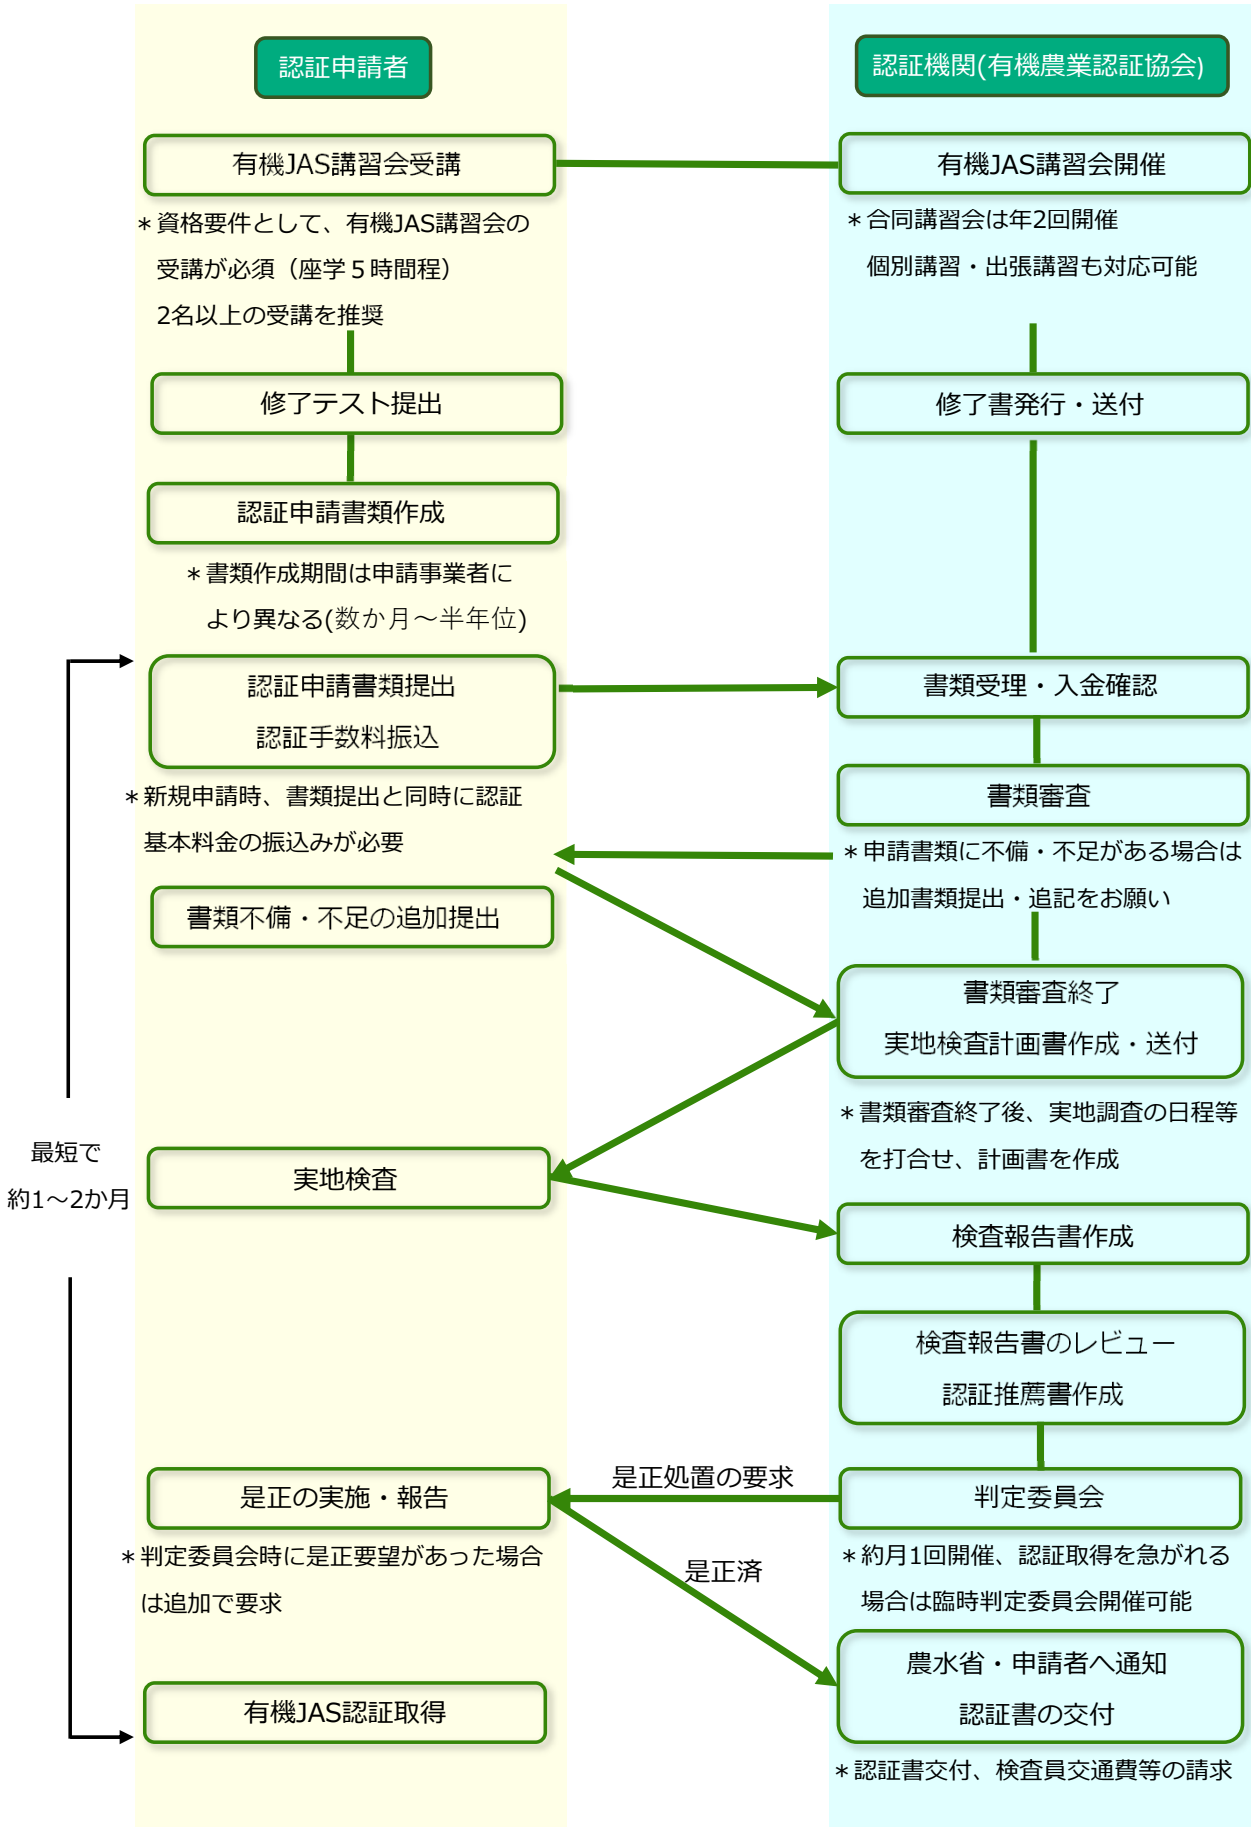 認証申請者
認証機関(有機農業認証協会)
有機JAS講習会受講
有機JAS講習会開催
＊資格要件として、有機JAS講習会の
受講が必須（座学５時間程）
2名以上の受講を推奨
＊合同講習会は年2回開催
個別講習・出張講習も対応可能
修了テスト提出
修了書発行・送付
認証申請書類作成
＊書類作成期間は申請事業者に
より異なる(数か月～半年位)
認証申請書類提出
認証手数料振込
書類受理・入金確認
＊新規申請時、書類提出と同時に認証
基本料金の振込みが必要
書類審査
＊申請書類に不備・不足がある場合は
追加書類提出・追記をお願い
書類不備・不足の追加提出
書類審査終了
実地検査計画書作成・送付
＊書類審査終了後、実地調査の日程等
を打合せ、計画書を作成
最短で
約1～2か月
実地検査
検査報告書作成
検査報告書のレビュー
認証推薦書作成
是正処置の要求
是正の実施・報告
判定委員会
＊判定委員会時に是正要望があった場合
は追加で要求
是正済
＊約月1回開催、認証取得を急がれる
場合は臨時判定委員会開催可能
農水省・申請者へ通知
認証書の交付
有機JAS認証取得
＊認証書交付、検査員交通費等の請求